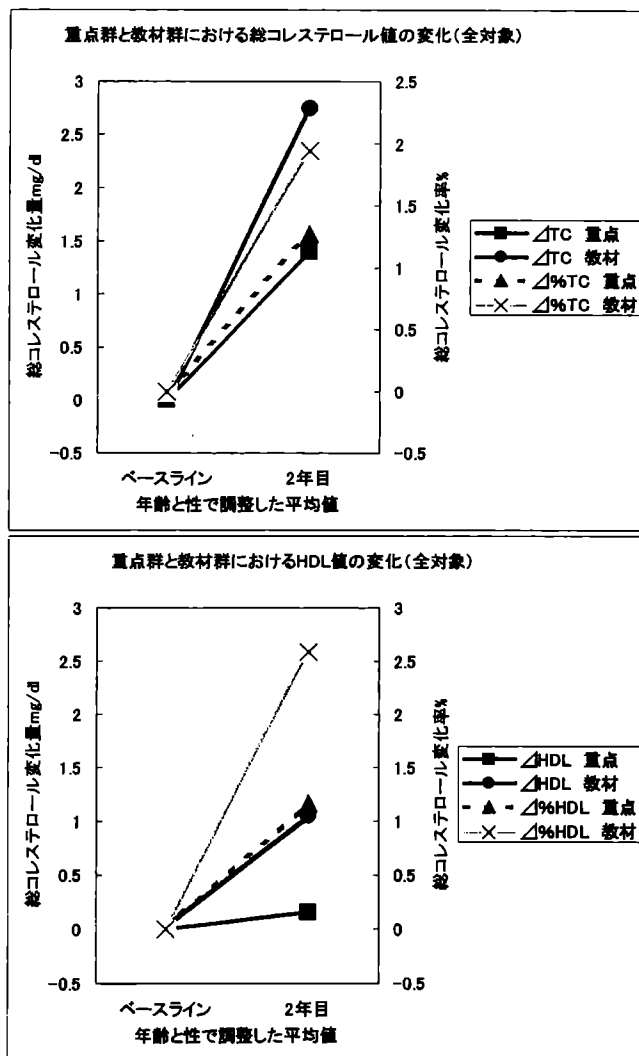 重点群と教材群における総コレステロール値の変化(全対象)
総コレステロール変化量mg/dl
3
2.5
2
1.5
1
0.5
0
−0.5
2.5
2
1.5
1
0.5
0
−0.5
総コレステロール変化率%
ベースライン 2年目
年齢と性で調整した平均値
⊿TC 重点
⊿TC 教材
⊿%TC 重点
⊿%TC 教材
重点群と教材群におけるHDL値の変化(全対象)
総コレステロール変化量mg/dl
3
2.5
2
1.5
1
0.5
0
−0.5
3
2.5
2
1.5
1
0.5
0
−0.5
総コレステロール変化率%
ベースライン 2年目
年齢と性で調整した平均値
⊿HDL 重点
⊿HDL 教材
⊿%HDL 重点
⊿%HDL 教材